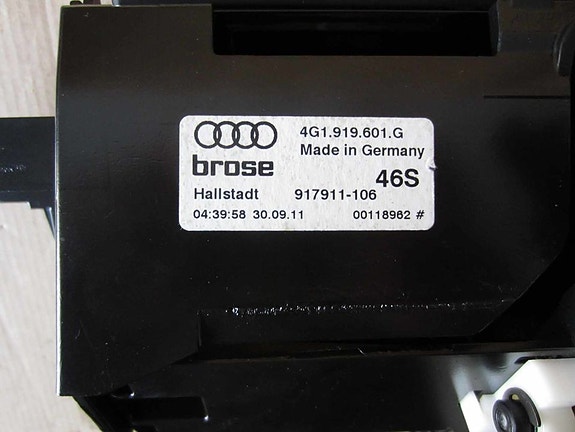 4G1.919.601.G
Made in Germany
brose
46S
Hallstadt 917911-106
04:39:58 30.09.11 00118962 #